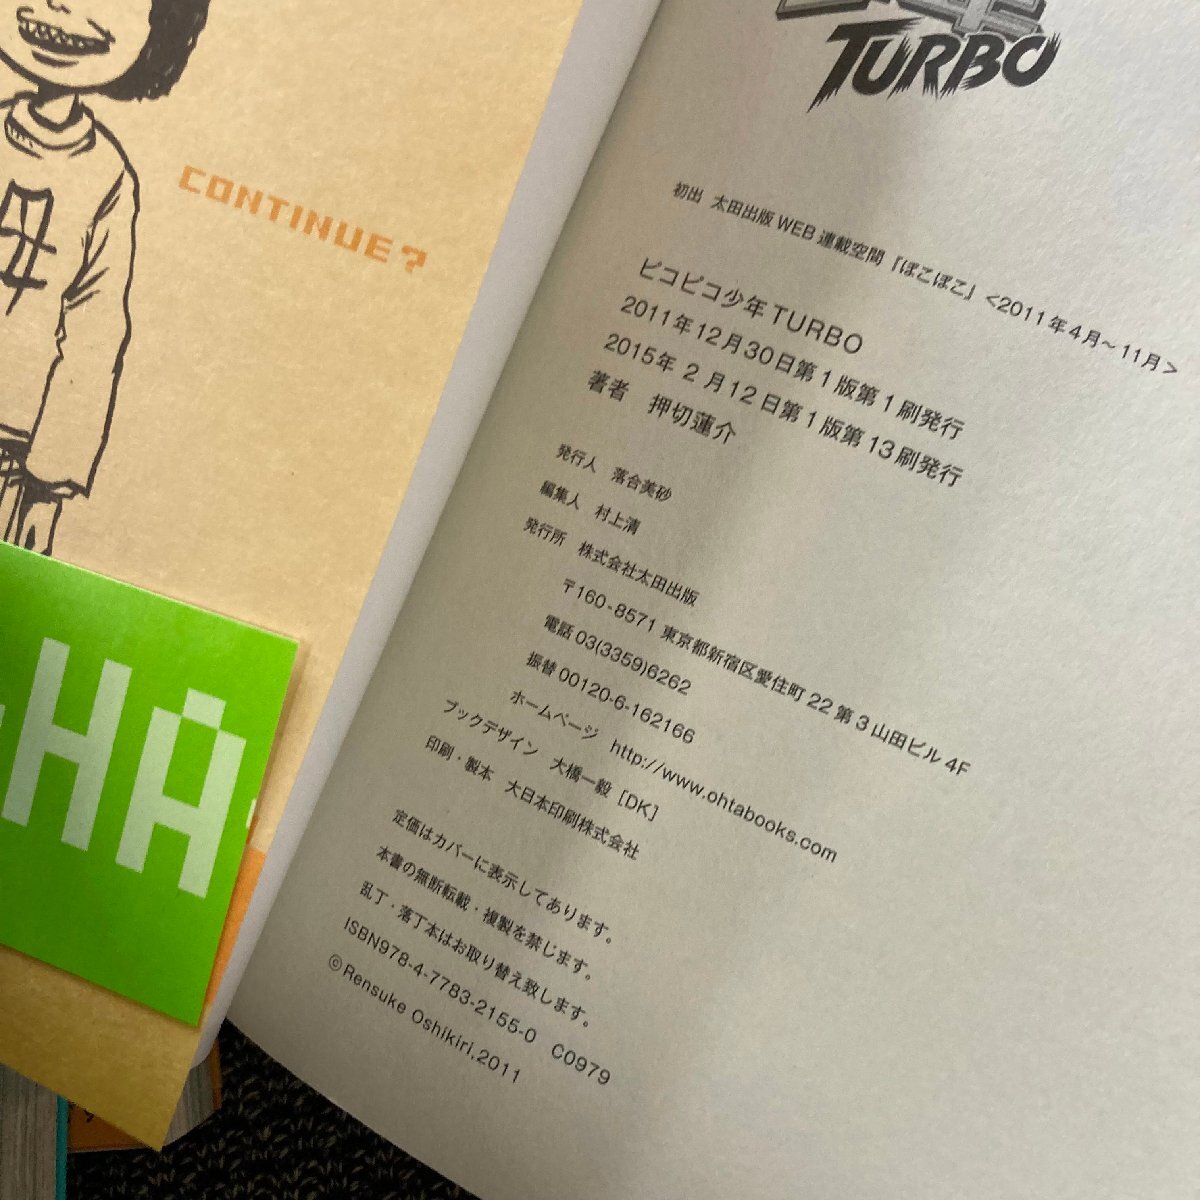 CONTINUE?
HA
TURBO
初出 太田出版 WEB 連載空間『ぽこぽこ』<2011年4月〜11月>
ピコピコ少年 TURBO
2011年12月30日第1版第1刷発行
2015年 2月12日第1版第13刷発行
著者 押切蓮介
発行人 落合美砂
編集人 村上清
発行所 株式会社太田出版
〒160-8571 東京都新宿区愛住町 22 第3山田ビル 4F
電話 03(3359)6262
振替 00120-6-162166
ホームページ http://www.ohtabooks.com
ブックデザイン 大橋一毅[DK]
印刷・製本 大日本印刷株式会社
定価はカバーに表示してあります。
本書の無断転載・複製を禁じます。
乱丁・落丁本はお取り替え致します。
ISBN978-4-7783-2155-0 C0979
©Rensuke Oshikiri,2011